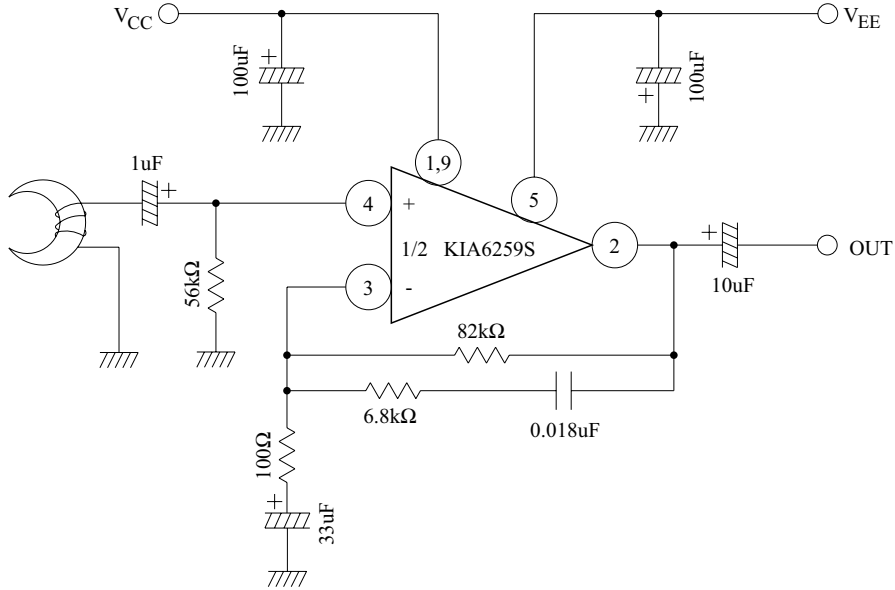 VCC
VEE
100uF
+
100uF
+
1,9
1uF
+
4
+
5
1/2 KIA6259S
2
+
OUT
10uF
3
-
56kΩ
82kΩ
6.8kΩ
0.018uF
100Ω
+
33uF